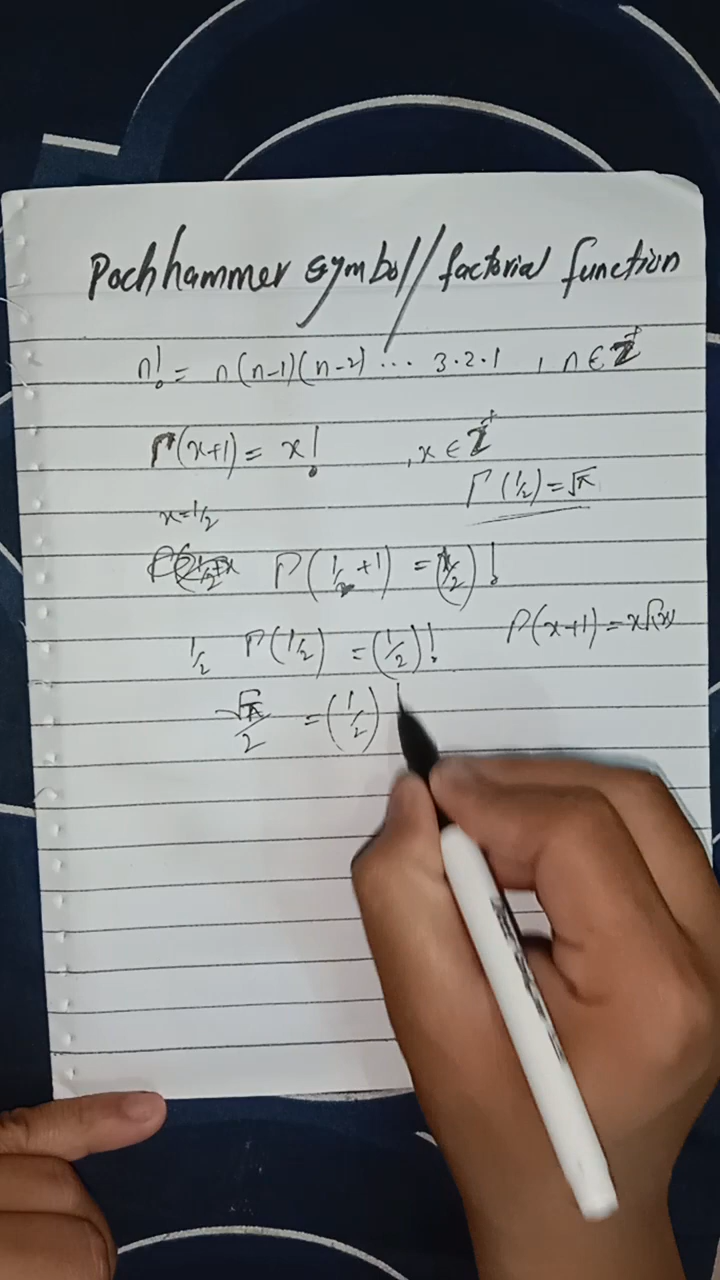 Pochhammer symbol // factorial function
n! = n(n-1)(n-2) ... 3.2.1 , n ∈ Z⁺
Γ(x+1) = x! , x ∈ Z⁺
Γ(½) = √π
x = 1/2
Γ(1/2 + 1) = (1/2)!
1/2 Γ(1/2) = (1/2)! Γ(x+1) = xΓ(x)
√π/2 = (1/2)!